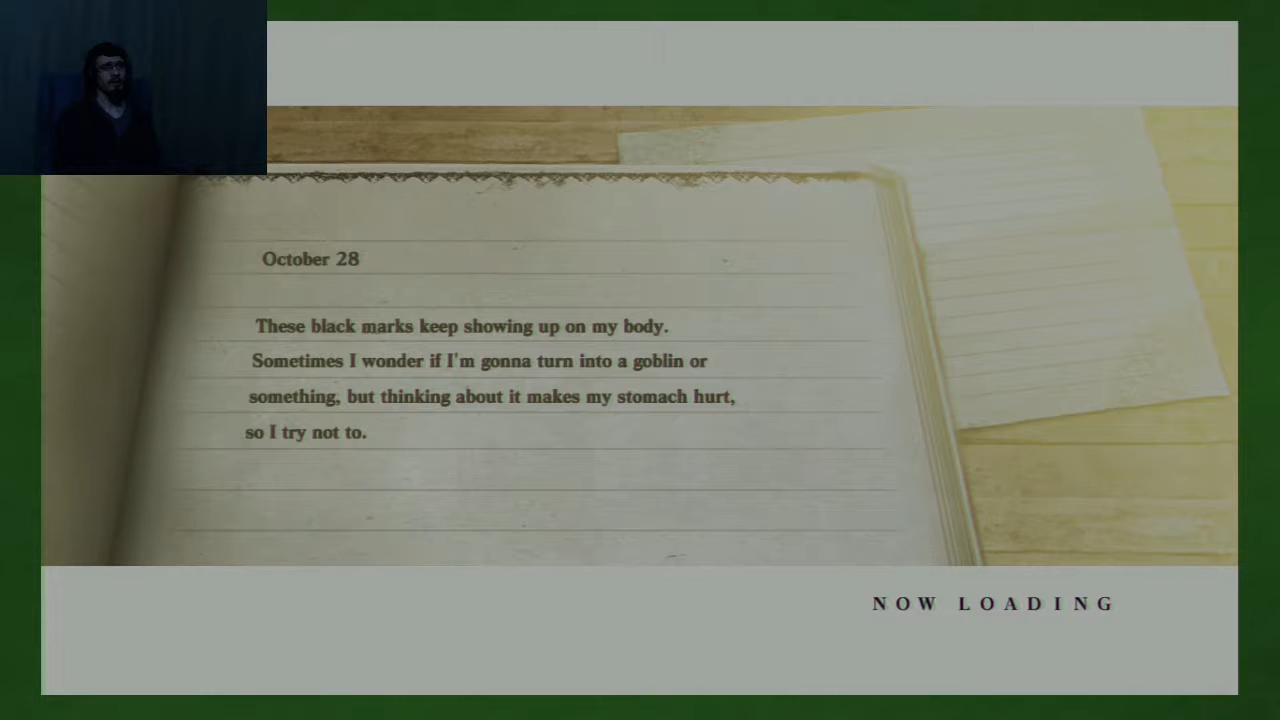 October 28
These black marks keep showing up on my body.
Sometimes I wonder if I'm gonna turn into a goblin or
something, but thinking about it makes my stomach hurt,
so I try not to.
NOW LOADING